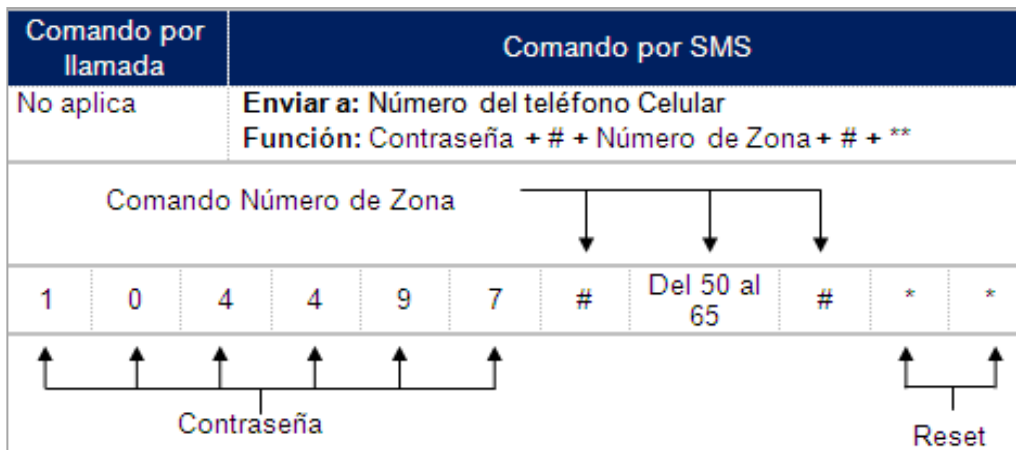 Comando por
llamada
Comando por SMS
No aplica
Enviar a: Número del teléfono Celular
Función: Contraseña + # + Número de Zona + # + **
Comando Número de Zona
1 0 4 4 9 7 # Del 50 al 65 # * *
Contraseña
Reset